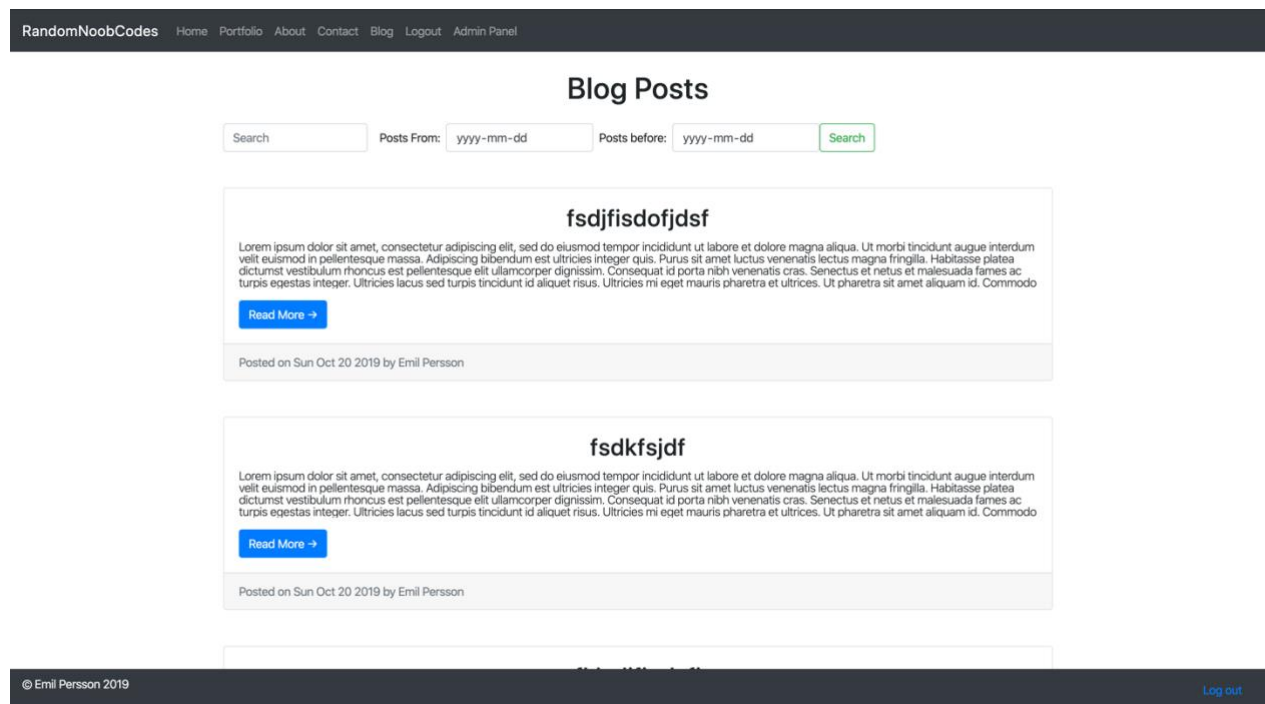 RandomNoobCodes Home Portfolio About Contact Blog Logout Admin Panel
Blog Posts
Search Posts From: yyyy-mm-dd Posts before: yyyy-mm-dd Search
fsdjfisdofjdsf
Lorem ipsum dolor sit amet, consectetur adipiscing elit, sed do eiusmod tempor incididunt ut labore et dolore magna aliqua. Ut morbi tincidunt augue interdum
velit euismod in pellentesque massa. Adipiscing bibendum est ultricies integer quis. Purus sit amet luctus venenatis lectus magna fringilla. Habitasse platea
dictumst vestibulum rhoncus est pellentesque elit ullamcorper dignissim. Consequat id porta nibh venenatis cras. Senectus et netus et malesuada fames ac
turpis egestas integer. Ultricies lacus sed turpis tincidunt id aliquet risus. Ultricies mi eget mauris pharetra et ultrices. Ut pharetra sit amet aliquam id. Commodo
Read More →
Posted on Sun Oct 20 2019 by Emil Persson
fsdkfsjdf
Lorem ipsum dolor sit amet, consectetur adipiscing elit, sed do eiusmod tempor incididunt ut labore et dolore magna aliqua. Ut morbi tincidunt augue interdum
velit euismod in pellentesque massa. Adipiscing bibendum est ultricies integer quis. Purus sit amet luctus venenatis lectus magna fringilla. Habitasse platea
dictumst vestibulum rhoncus est pellentesque elit ullamcorper dignissim. Consequat id porta nibh venenatis cras. Senectus et netus et malesuada fames ac
turpis egestas integer. Ultricies lacus sed turpis tincidunt id aliquet risus. Ultricies mi eget mauris pharetra et ultrices. Ut pharetra sit amet aliquam id. Commodo
Read More →
Posted on Sun Oct 20 2019 by Emil Persson
© Emil Persson 2019
Log out